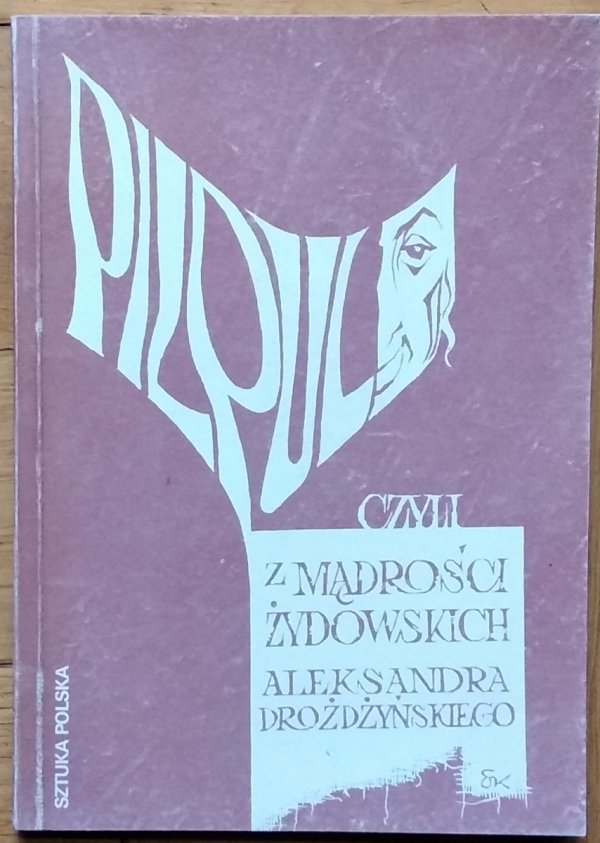 PILPUL
CZYLI
Z MĄDROŚCI
ŻYDOWSKICH
ALEKSANDRA
DROŻDŻYŃSKIEGO
SZTUKA POLSKA